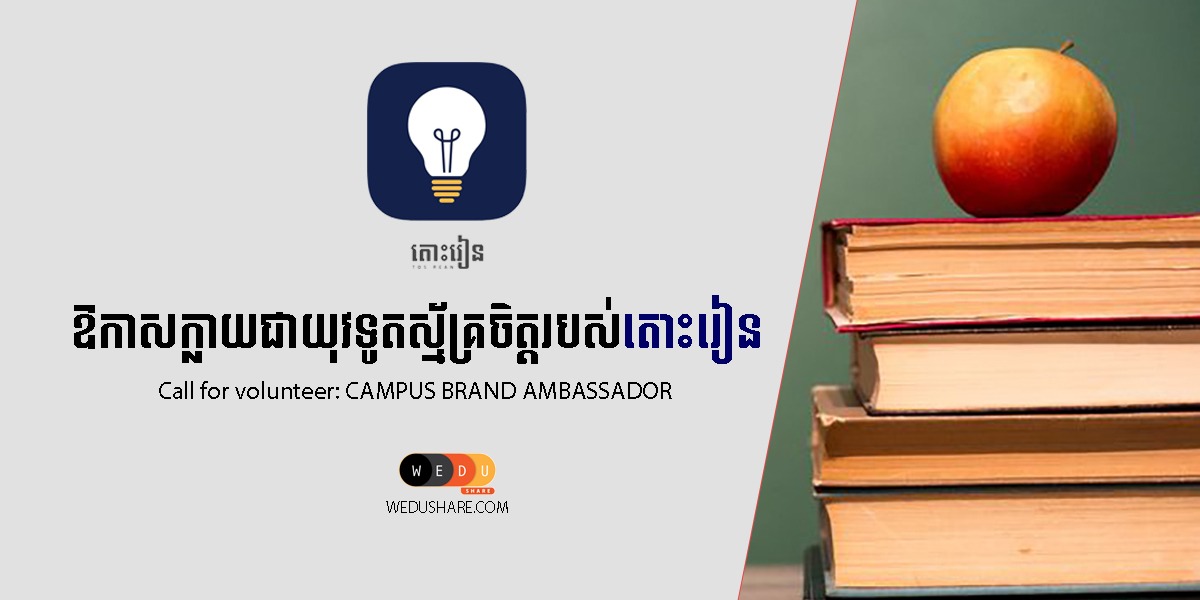 តោះរៀន
TOS REAN
ឱកាសក្លាយជាយុវទូតស្ម័គ្រចិត្តរបស់តោះរៀន
Call for volunteer: CAMPUS BRAND AMBASSADOR
WEDU
SHARE
WEDUSHARE.COM